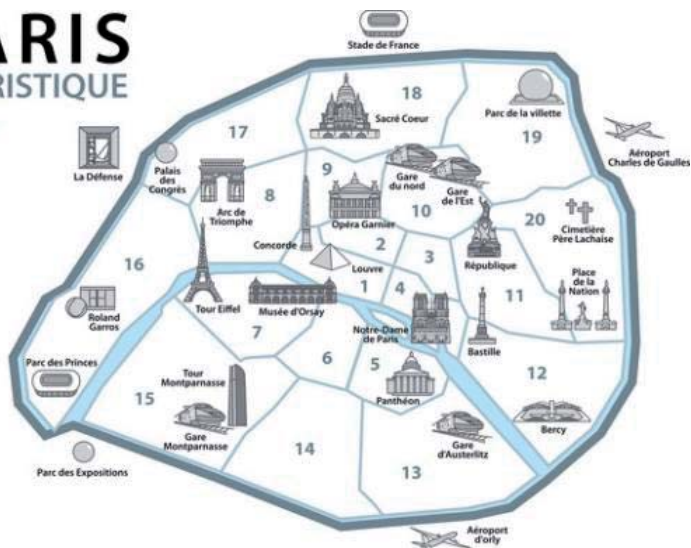 ARIS
RISTIQUE
Stade de France
18
Sacré Coeur
Parc de la villette
19
17
La Défense
Palais
des
Congrès
Aéroport
Charles de Gaulles
9
Gare
du nord
Gare
de l'Est
8
Arc de
Triomphe
Opéra Garnier
10
20
Cimetière
Père Lachaise
Concorde
2
3
République
16
Louvre
Place
de la
Nation
1
4
11
Tour Eiffel
Musée d'Orsay
Roland
Garros
Notre-Dame
de Paris
7
Bastille
6
5
12
Parc des Princes
Tour
Montparnasse
15
Panthéon
Gare
Montparnasse
Bercy
Gare
d'Austerlitz
14
13
Parc des Expositions
Aéroport
d'orly